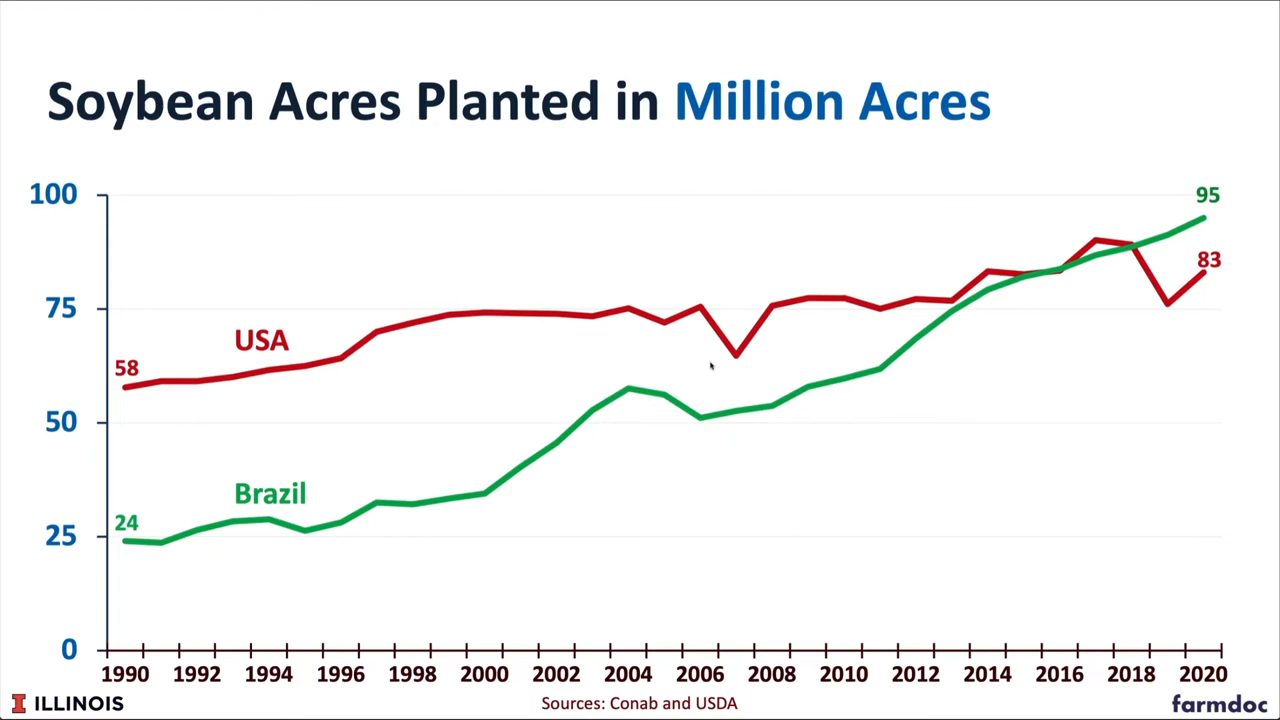 Soybean Acres Planted in Million Acres
100
75
50
25
0
95
83
58
24
USA
Brazil
1990 1992 1994 1996 1998 2000 2002 2004 2006 2008 2010 2012 2014 2016 2018 2020
I ILLINOIS
Sources: Conab and USDA
farmdoc